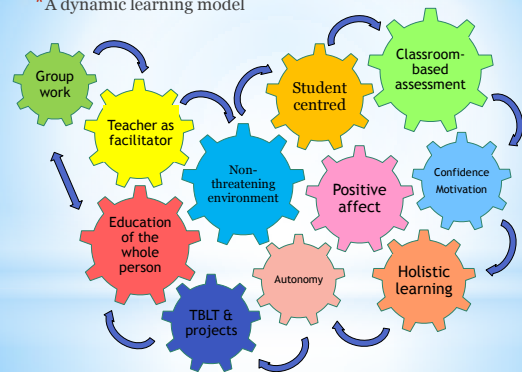 *A dynamic learning model
Group
work
Teacher as
facilitator
Non-
threatening
environment
Student
centred
Classroom-
based
assessment
Confidence
Motivation
Positive
affect
Holistic
learning
Autonomy
TBLT &
projects
Education
of the
whole
person